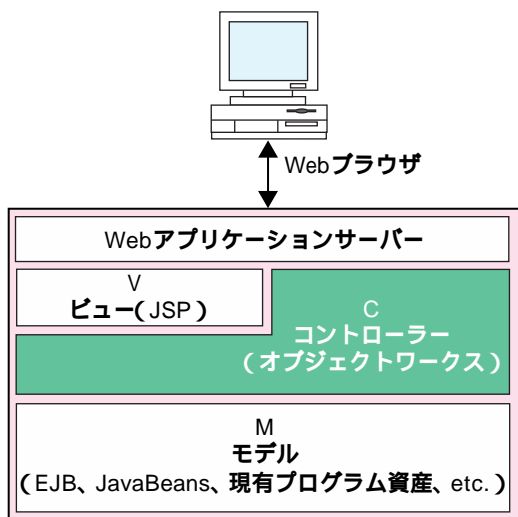 Webブラウザ
Webアプリケーションサーバー
V
ビュー(JSP)
C
コントローラー
(オブジェクトワークス)
M
モデル
(EJB、JavaBeans、現有プログラム資産、etc.)